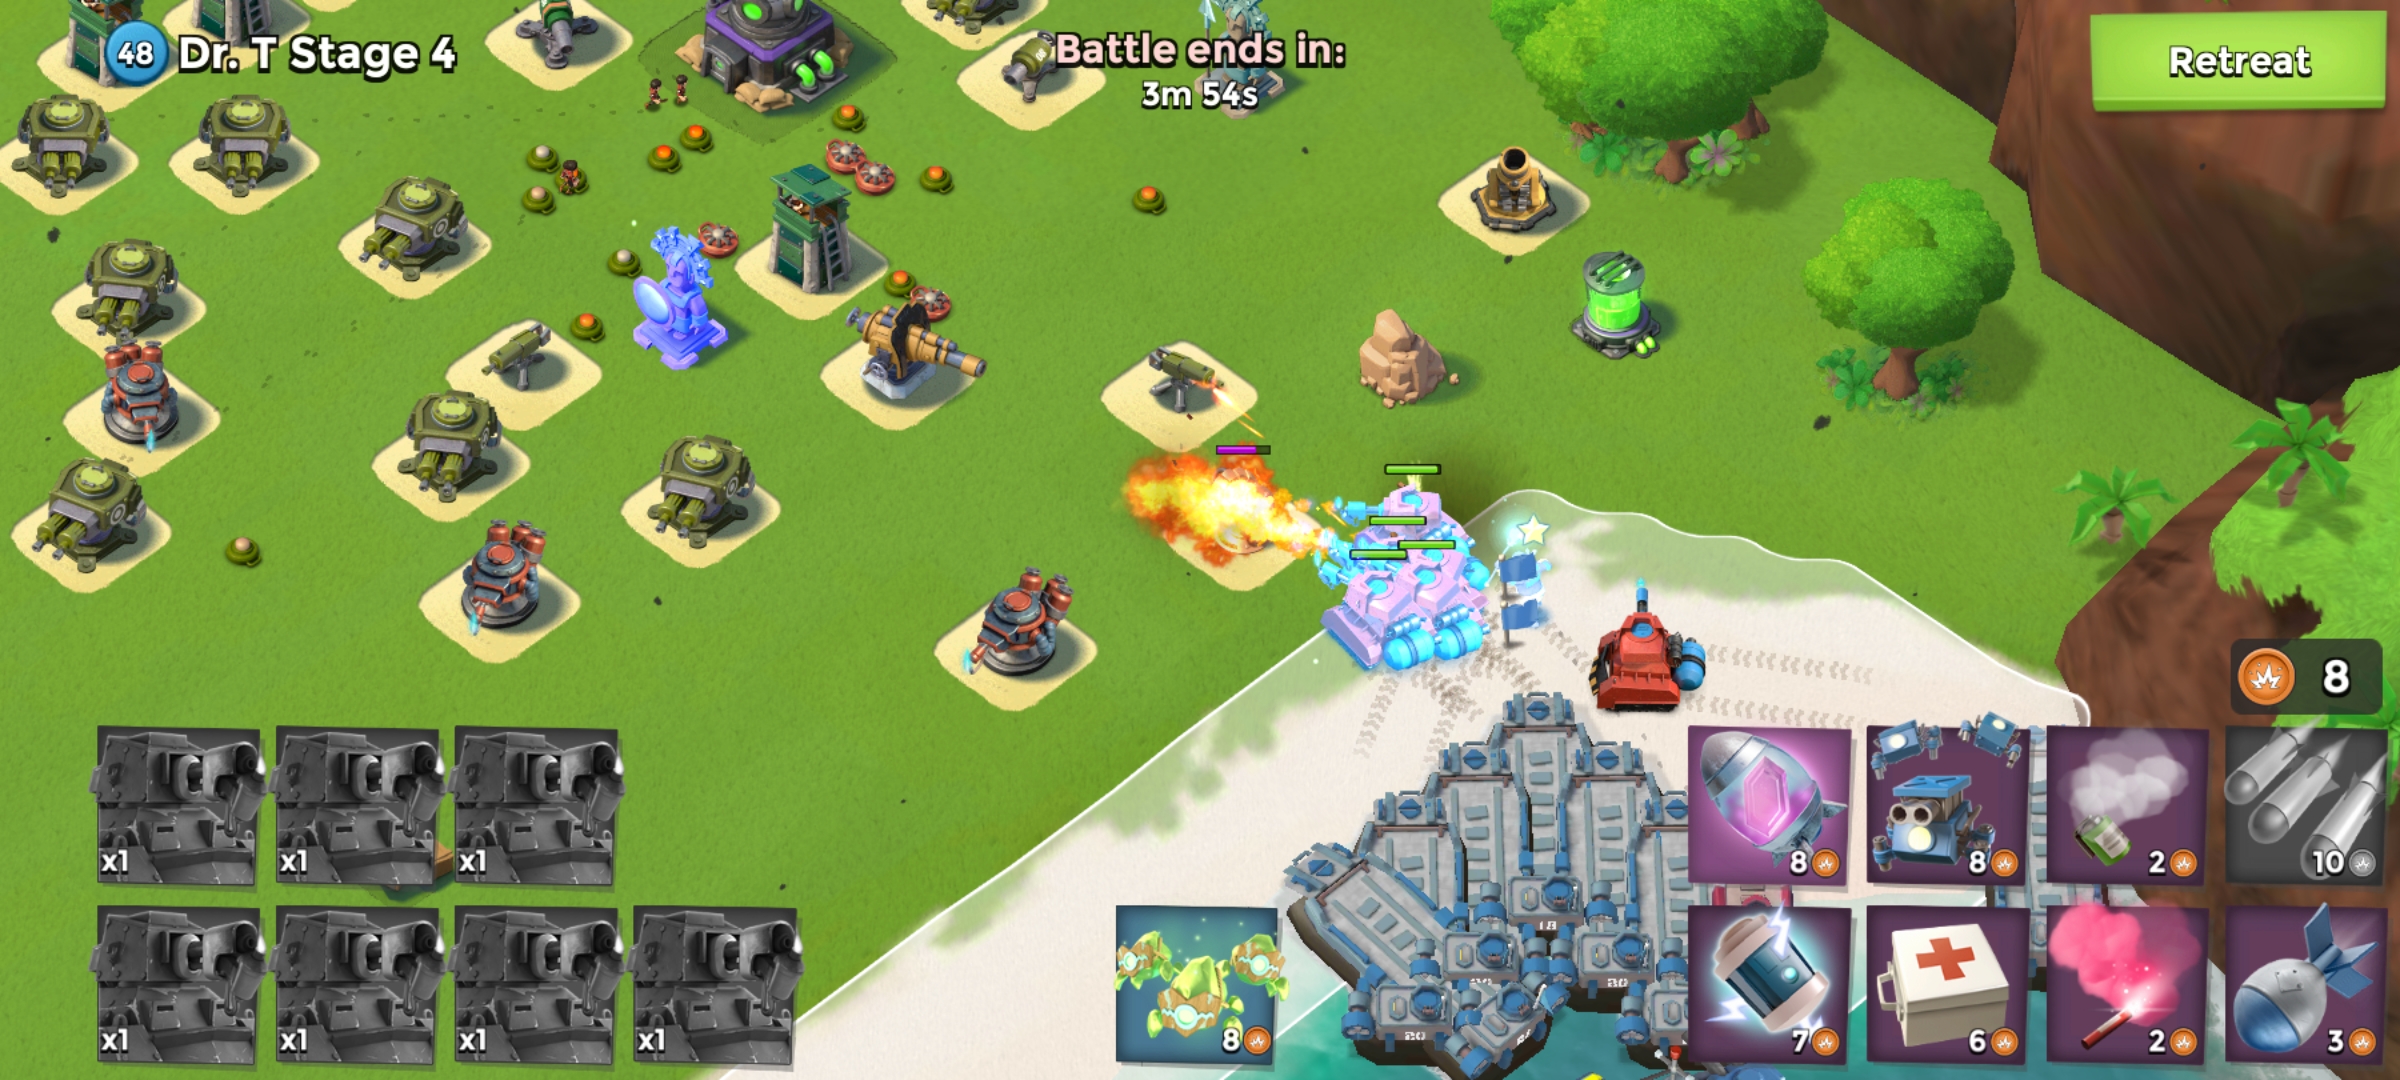 48 Dr. T Stage 4
Battle ends in:
3m 54s
Retreat
8
x1 x1 x1
8 8 2 10
x1 x1 x1 x1
8 7 6 2 3
18